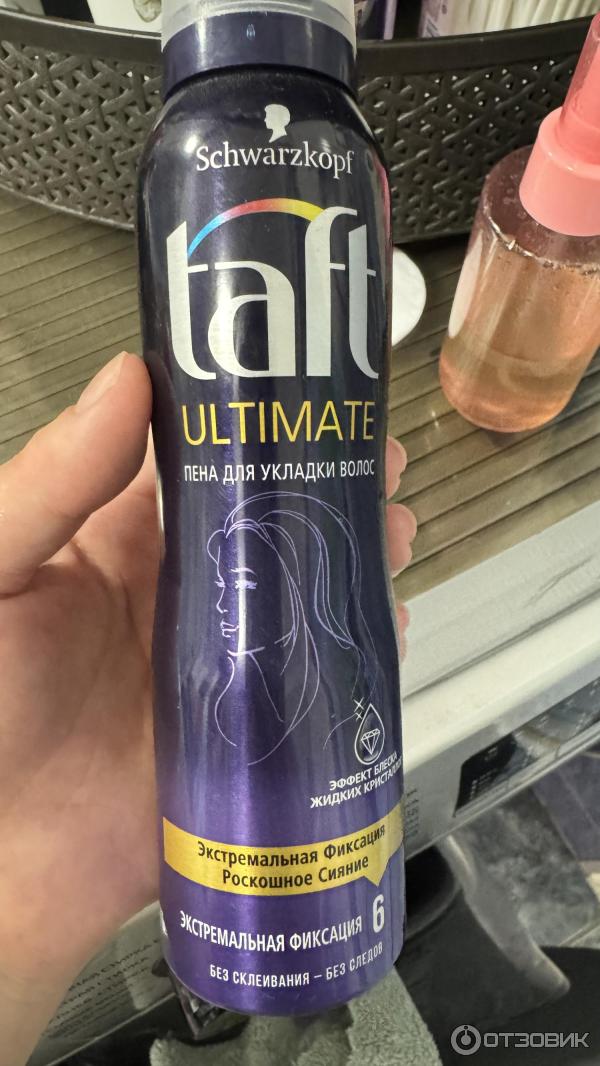 Schwarzkopf
taft
ULTIMATE
ПЕНА ДЛЯ УКЛАДКИ ВОЛОС
ЭФФЕКТ БЛЕСКА
ЖИДКИХ
Экстремальная Фиксация
Роскошное Сияние
ЭКСТРЕМАЛЬНАЯ ФИКСАЦИЯ 6
БЕЗ СКЛЕИВАНИЯ – БЕЗ СЛЕДОВ
ОТЗОВИК